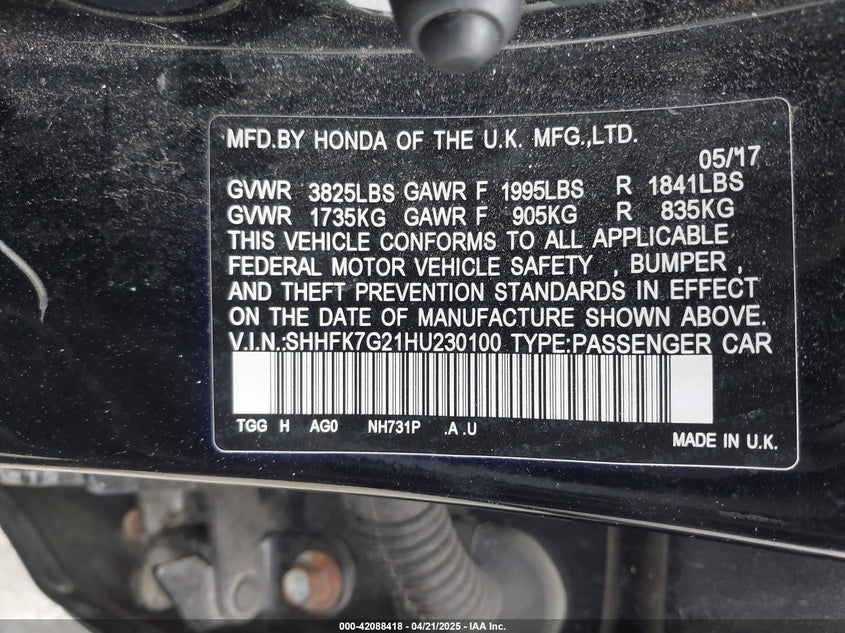 MFD.BY HONDA OF THE U.K. MFG.,LTD.
05/17
GVWR 3825LBS GAWR F 1995LBS R 1841LBS
GVWR 1735KG GAWR F 905KG R 835KG
THIS VEHICLE CONFORMS TO ALL APPLICABLE
FEDERAL MOTOR VEHICLE SAFETY , BUMPER ,
AND THEFT PREVENTION STANDARDS IN EFFECT
ON THE DATE OF MANUFACTURE SHOWN ABOVE.
V.I.N.:SHHFK7G21HU230100 TYPE:PASSENGER CAR
TGG H AG0 NH731P .A .U
MADE IN U.K.
000-42088418 - 04/21/2025 - IAA Inc.